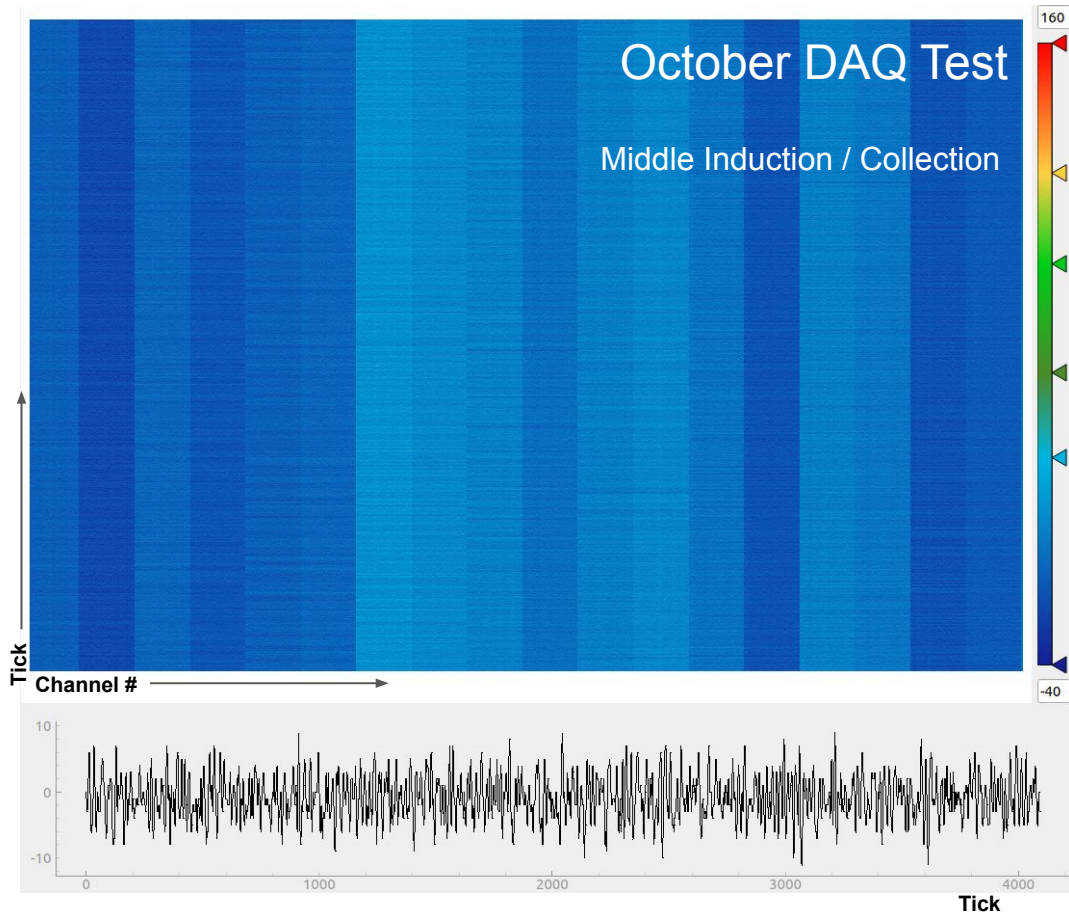 160
October DAQ Test
Middle Induction / Collection
Tick
Channel #
-40
10
0
-10
0 1000 2000 3000 4000
Tick